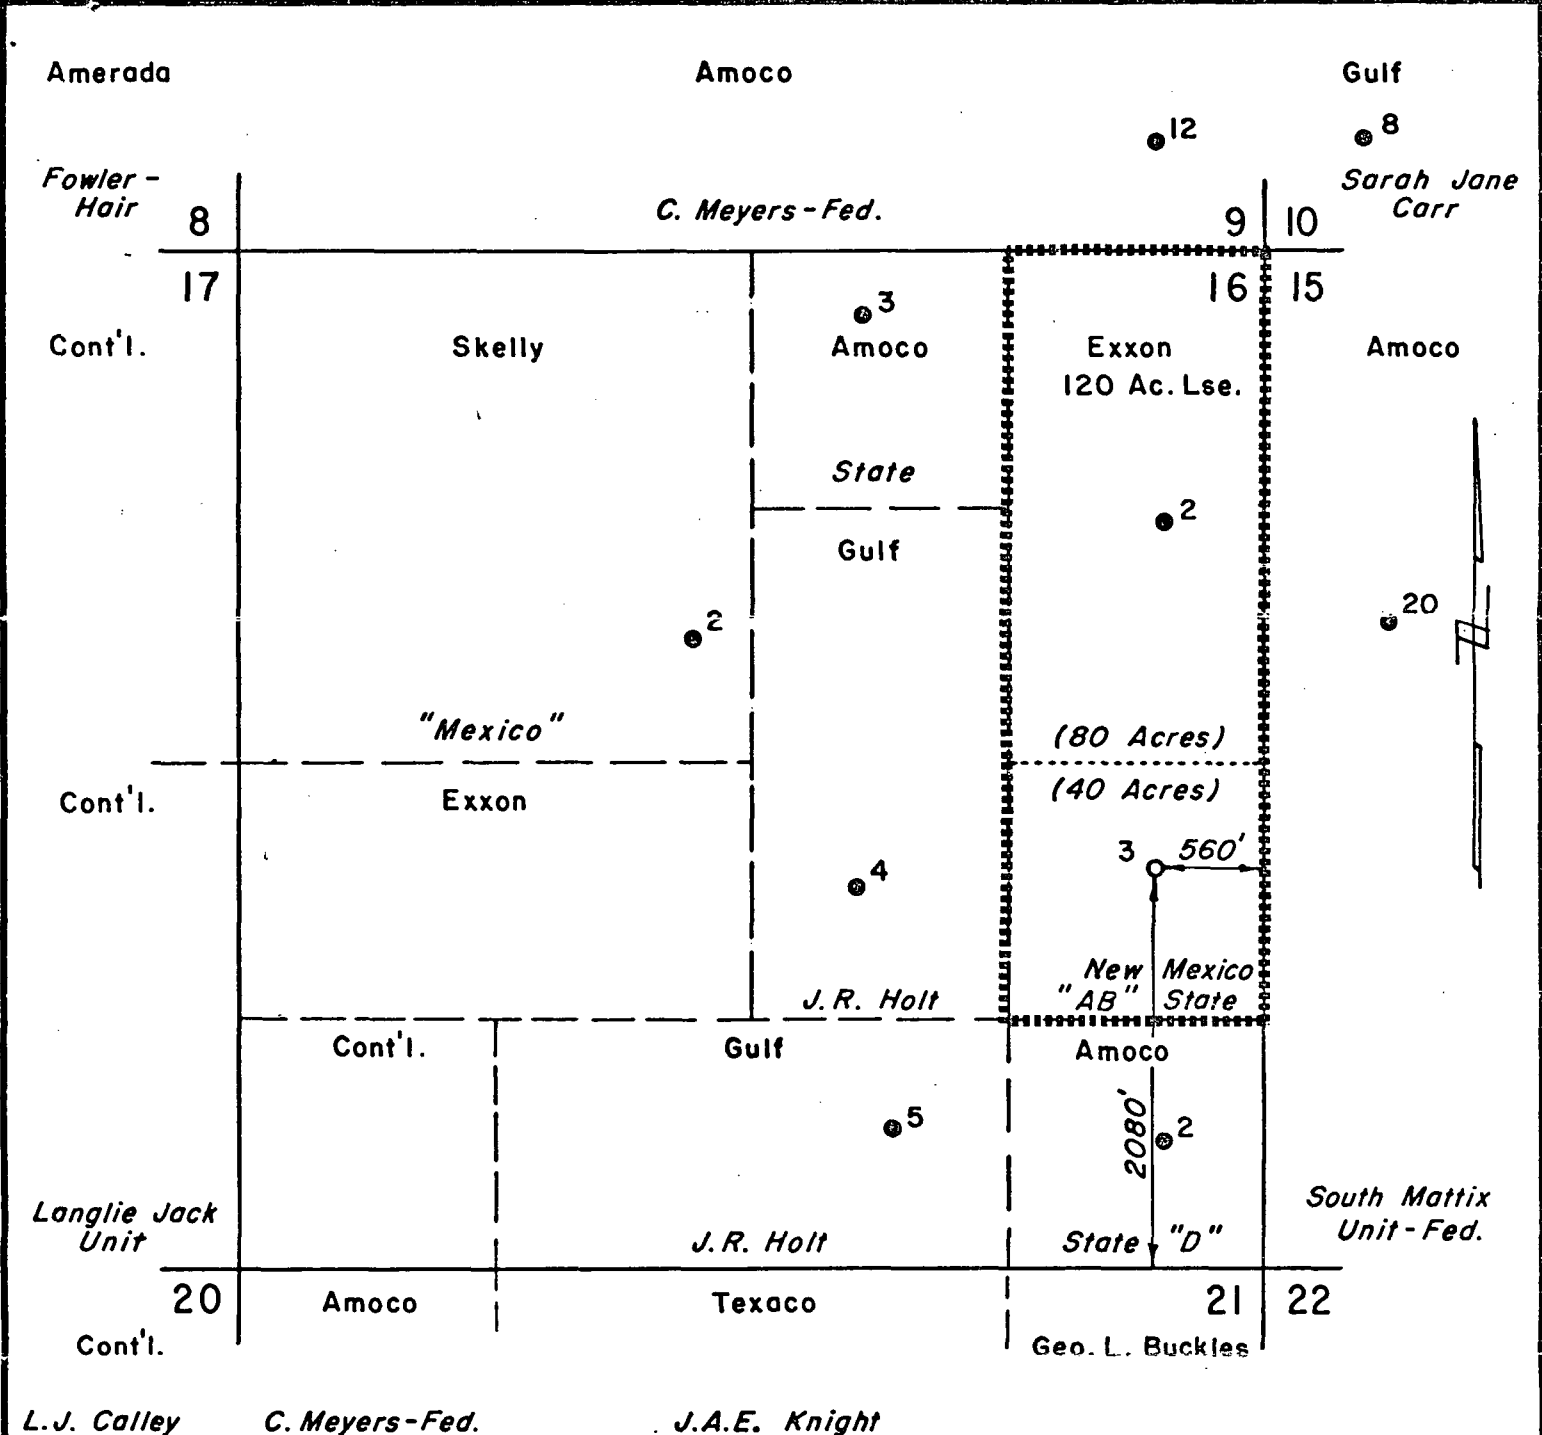 Amerada
Amoco
Gulf
12
8
Fowler-
Hair
C. Meyers-Fed.
Sarah Jane
Carr
8
9
10
17
16
15
3
Cont'l.
Skelly
Amoco
Exxon
120 Ac. Lse.
Amoco
State
2
Gulf
20
2
"Mexico"
(80 Acres)
(40 Acres)
Cont'l.
Exxon
3
560'
4
New Mexico
"AB" State
J.R. Holt
Cont'l.
Gulf
Amoco
5
2080'
2
Langlie Jack
Unit
J.R. Holt
State "D"
South Mattix
Unit-Fed.
20
Amoco
Texaco
21
22
Cont'l.
Geo. L. Buckles
L.J. Calley
C. Meyers-Fed.
J.A.E. Knight